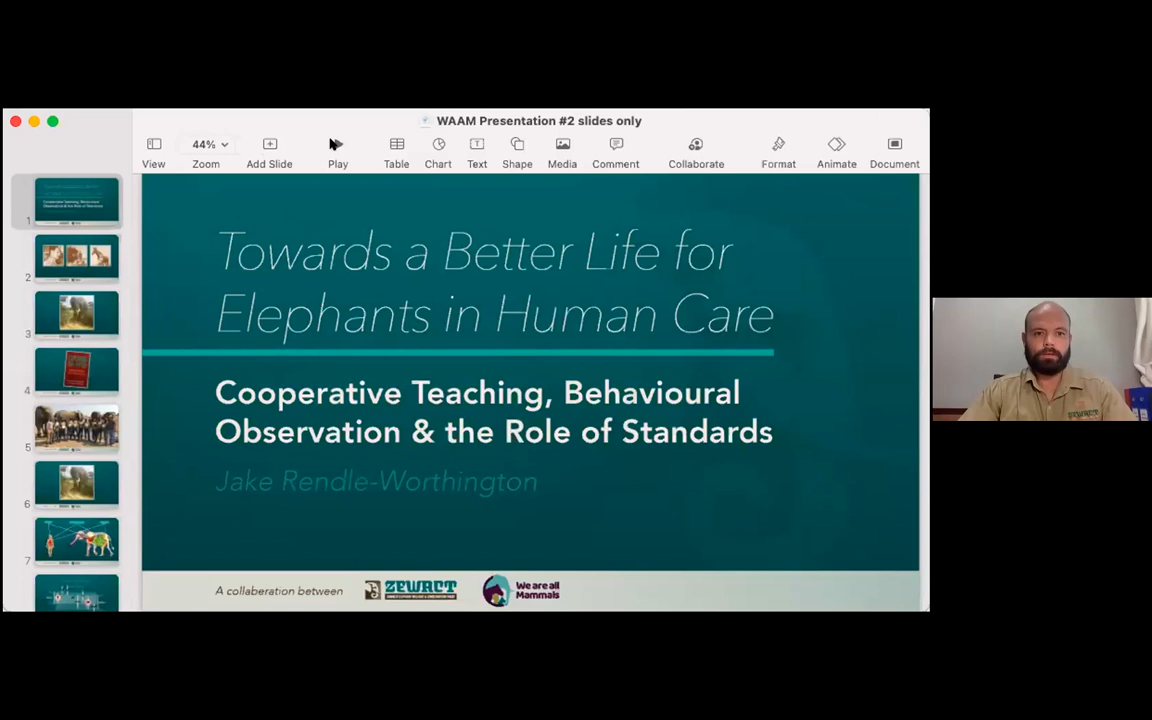 WAAM Presentation #2 slides only
44%
View
Zoom
Add Slide
Play
Table
Chart
Text
Shape
Media
Comment
Collaborate
Format
Animate
Document
1
2
3
4
5
6
7
Towards a Better Life for
Elephants in Human Care
Cooperative Teaching, Behavioural
Observation & the Role of Standards
Jake Rendle-Worthington
A collaberation between
ZEWACT
We are all
Mammals